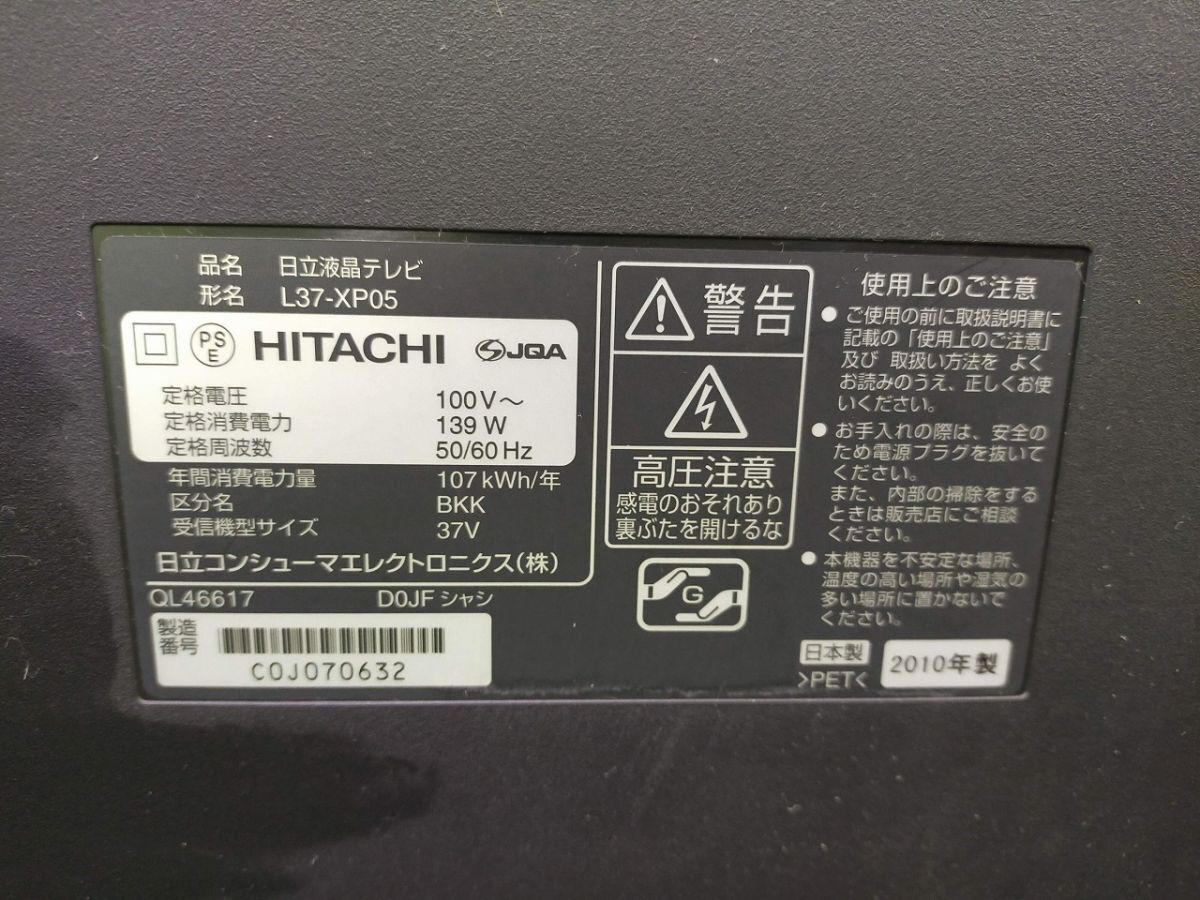 品名 日立液晶テレビ
形名 L37-XP05
PS
E
HITACHI JQA
定格電圧 100V～
定格消費電力 139 W
定格周波数 50/60 Hz
年間消費電力量 107 kWh/年
区分名 BKK
受信機型サイズ 37V
日立コンシューマエレクトロニクス(株)
QL46617 D0JF シャシ
製造
番号
C0J070632
警告
高圧注意
感電のおそれあり
裏ぶたを開けるな
G
使用上のご注意
● ご使用の前に取扱説明書に
記載の「使用上のご注意」
及び 取扱い方法を よく
お読みのうえ、正しくお使
いください。
● お手入れの際は、安全の
ため電源プラグを抜いて
ください。
また、内部の掃除をする
ときは販売店にご相談
ください。
● 本機器を不安定な場所、
温度の高い場所や湿気の
多い場所に置かないで
ください。
日本製
>PET<
2010年製